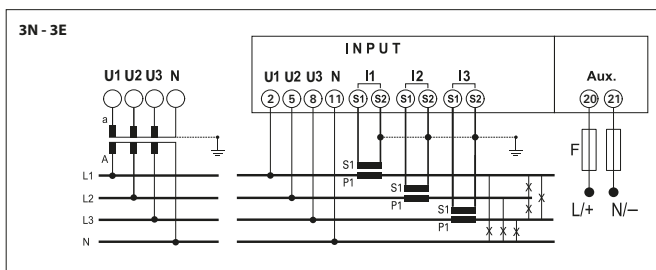 3N - 3E
INPUT
U1 U2 U3 N
U1 U2 U3 N I1 I2 I3
Aux.
2 5 8 11 S1 S2 S1 S2 S1 S2
20 21
a
A
F
S1
P1
L1
S1
P1
L2
L/+ N/–
S1
P1
L3
N